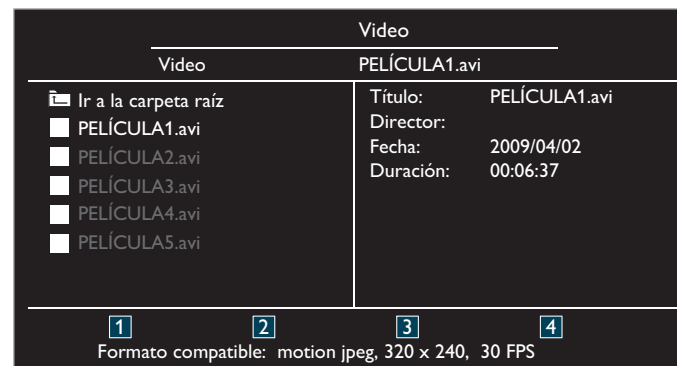 Video
Video
PELÍCULA1.avi
Ir a la carpeta raíz
PELÍCULA1.avi
PELÍCULA2.avi
PELÍCULA3.avi
PELÍCULA4.avi
PELÍCULA5.avi
Título: PELÍCULA1.avi
Director:
Fecha: 2009/04/02
Duración: 00:06:37
1 2 3 4
Formato compatible: motion jpeg, 320 x 240, 30 FPS